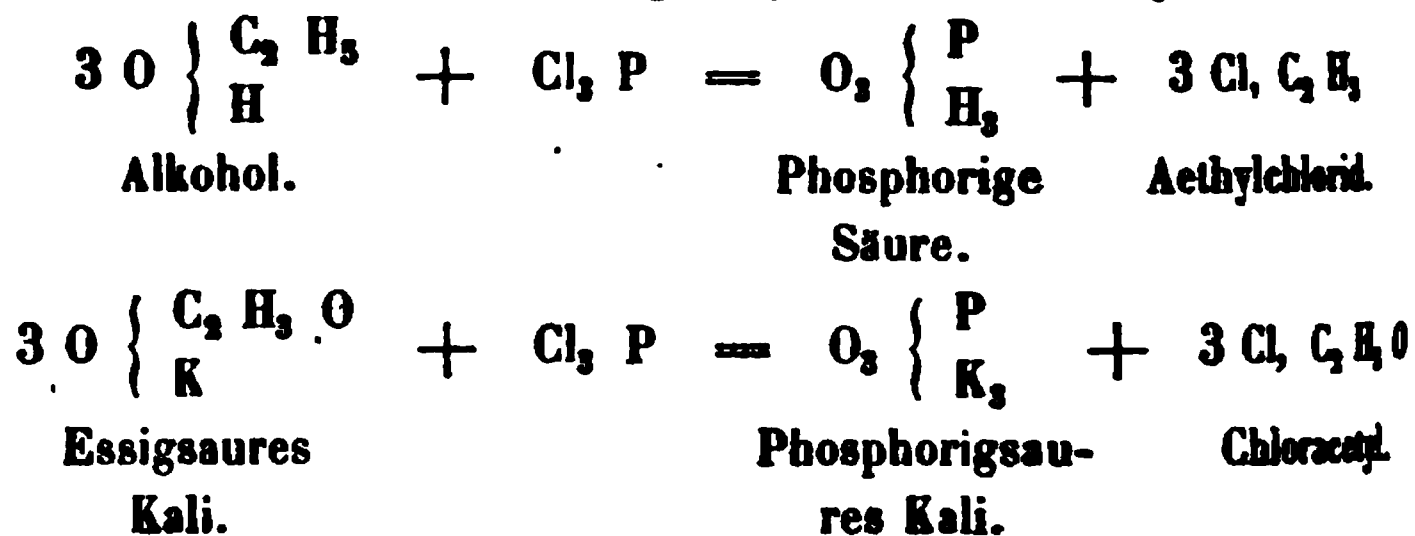 3 O { C₂ H₅ / H + Cl₃ P = O₃ { P / H₃ + 3 Cl, C₂ H₅
Alkohol. Phosphorige Aethylchlorid.
Säure.
3 O { C₂ H₃ O / K + Cl₃ P = O₃ { P / K₃ + 3 Cl, C₂ H₃ O
Essigsaures Phosphorigsau- Chloracetyl.
Kali. res Kali.